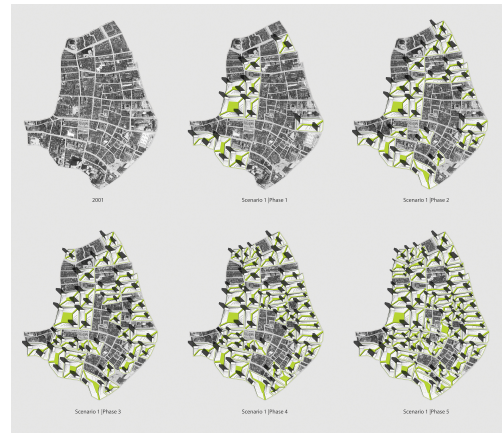 2001
Scenario 1 |Phase 1
Scenario 1 |Phase 2
Scenario 1 |Phase 3
Scenario 1 |Phase 4
Scenario 1 |Phase 5